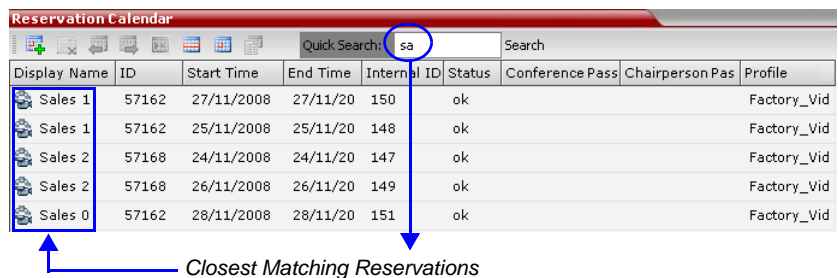 Reservation Calendar
Quick Search: sa Search
Display Name ID Start Time End Time Internal ID Status Conference Pass Chairperson Pas Profile
Sales 1 57162 27/11/2008 27/11/20 150 ok Factory_Vid
Sales 1 57162 25/11/2008 25/11/20 148 ok Factory_Vid
Sales 2 57168 24/11/2008 24/11/20 147 ok Factory_Vid
Sales 2 57168 26/11/2008 26/11/20 149 ok Factory_Vid
Sales 0 57162 28/11/2008 28/11/20 151 ok Factory_Vid
Closest Matching Reservations